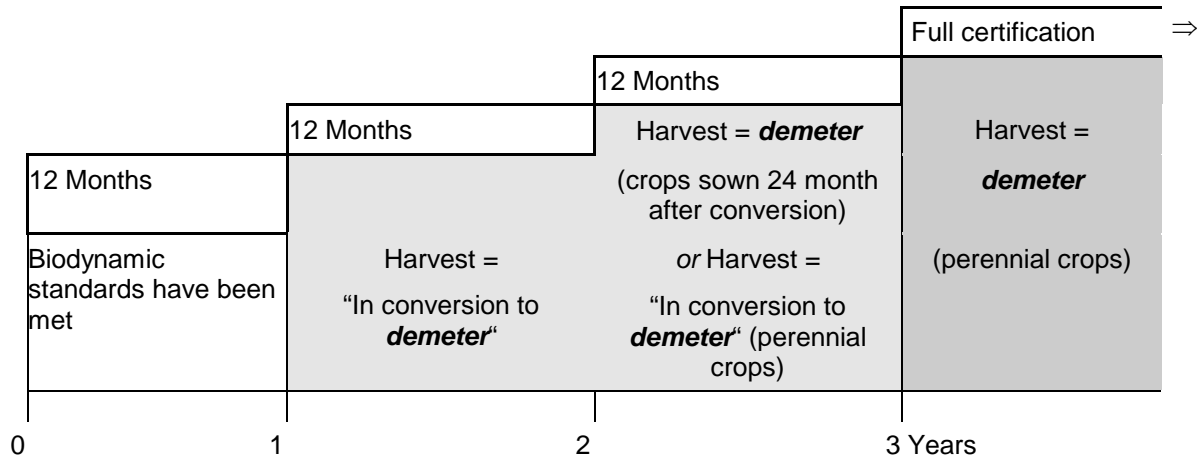 Full certification ⇒
12 Months
12 Months
12 Months
Biodynamic
standards have been
met
Harvest =
“In conversion to
demeter“
Harvest = demeter
(crops sown 24 month
after conversion)
or Harvest =
“In conversion to
demeter“ (perennial
crops)
Harvest =
demeter
(perennial crops)
0 1 2 3 Years